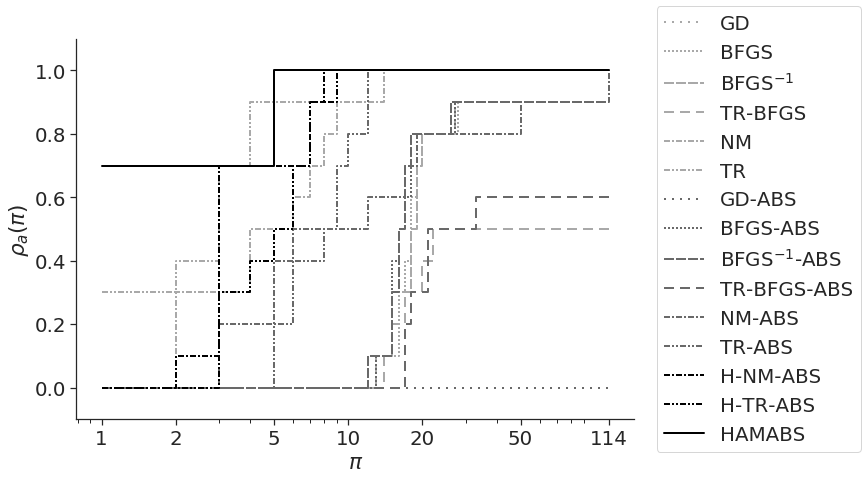 1.0
0.8
0.6
0.4
0.2
0.0
ρₐ(π)
1 2 5 10 20 50 114
π
GD
BFGS
BFGS⁻¹
TR-BFGS
NM
TR
GD-ABS
BFGS-ABS
BFGS⁻¹-ABS
TR-BFGS-ABS
NM-ABS
TR-ABS
H-NM-ABS
H-TR-ABS
HAMABS